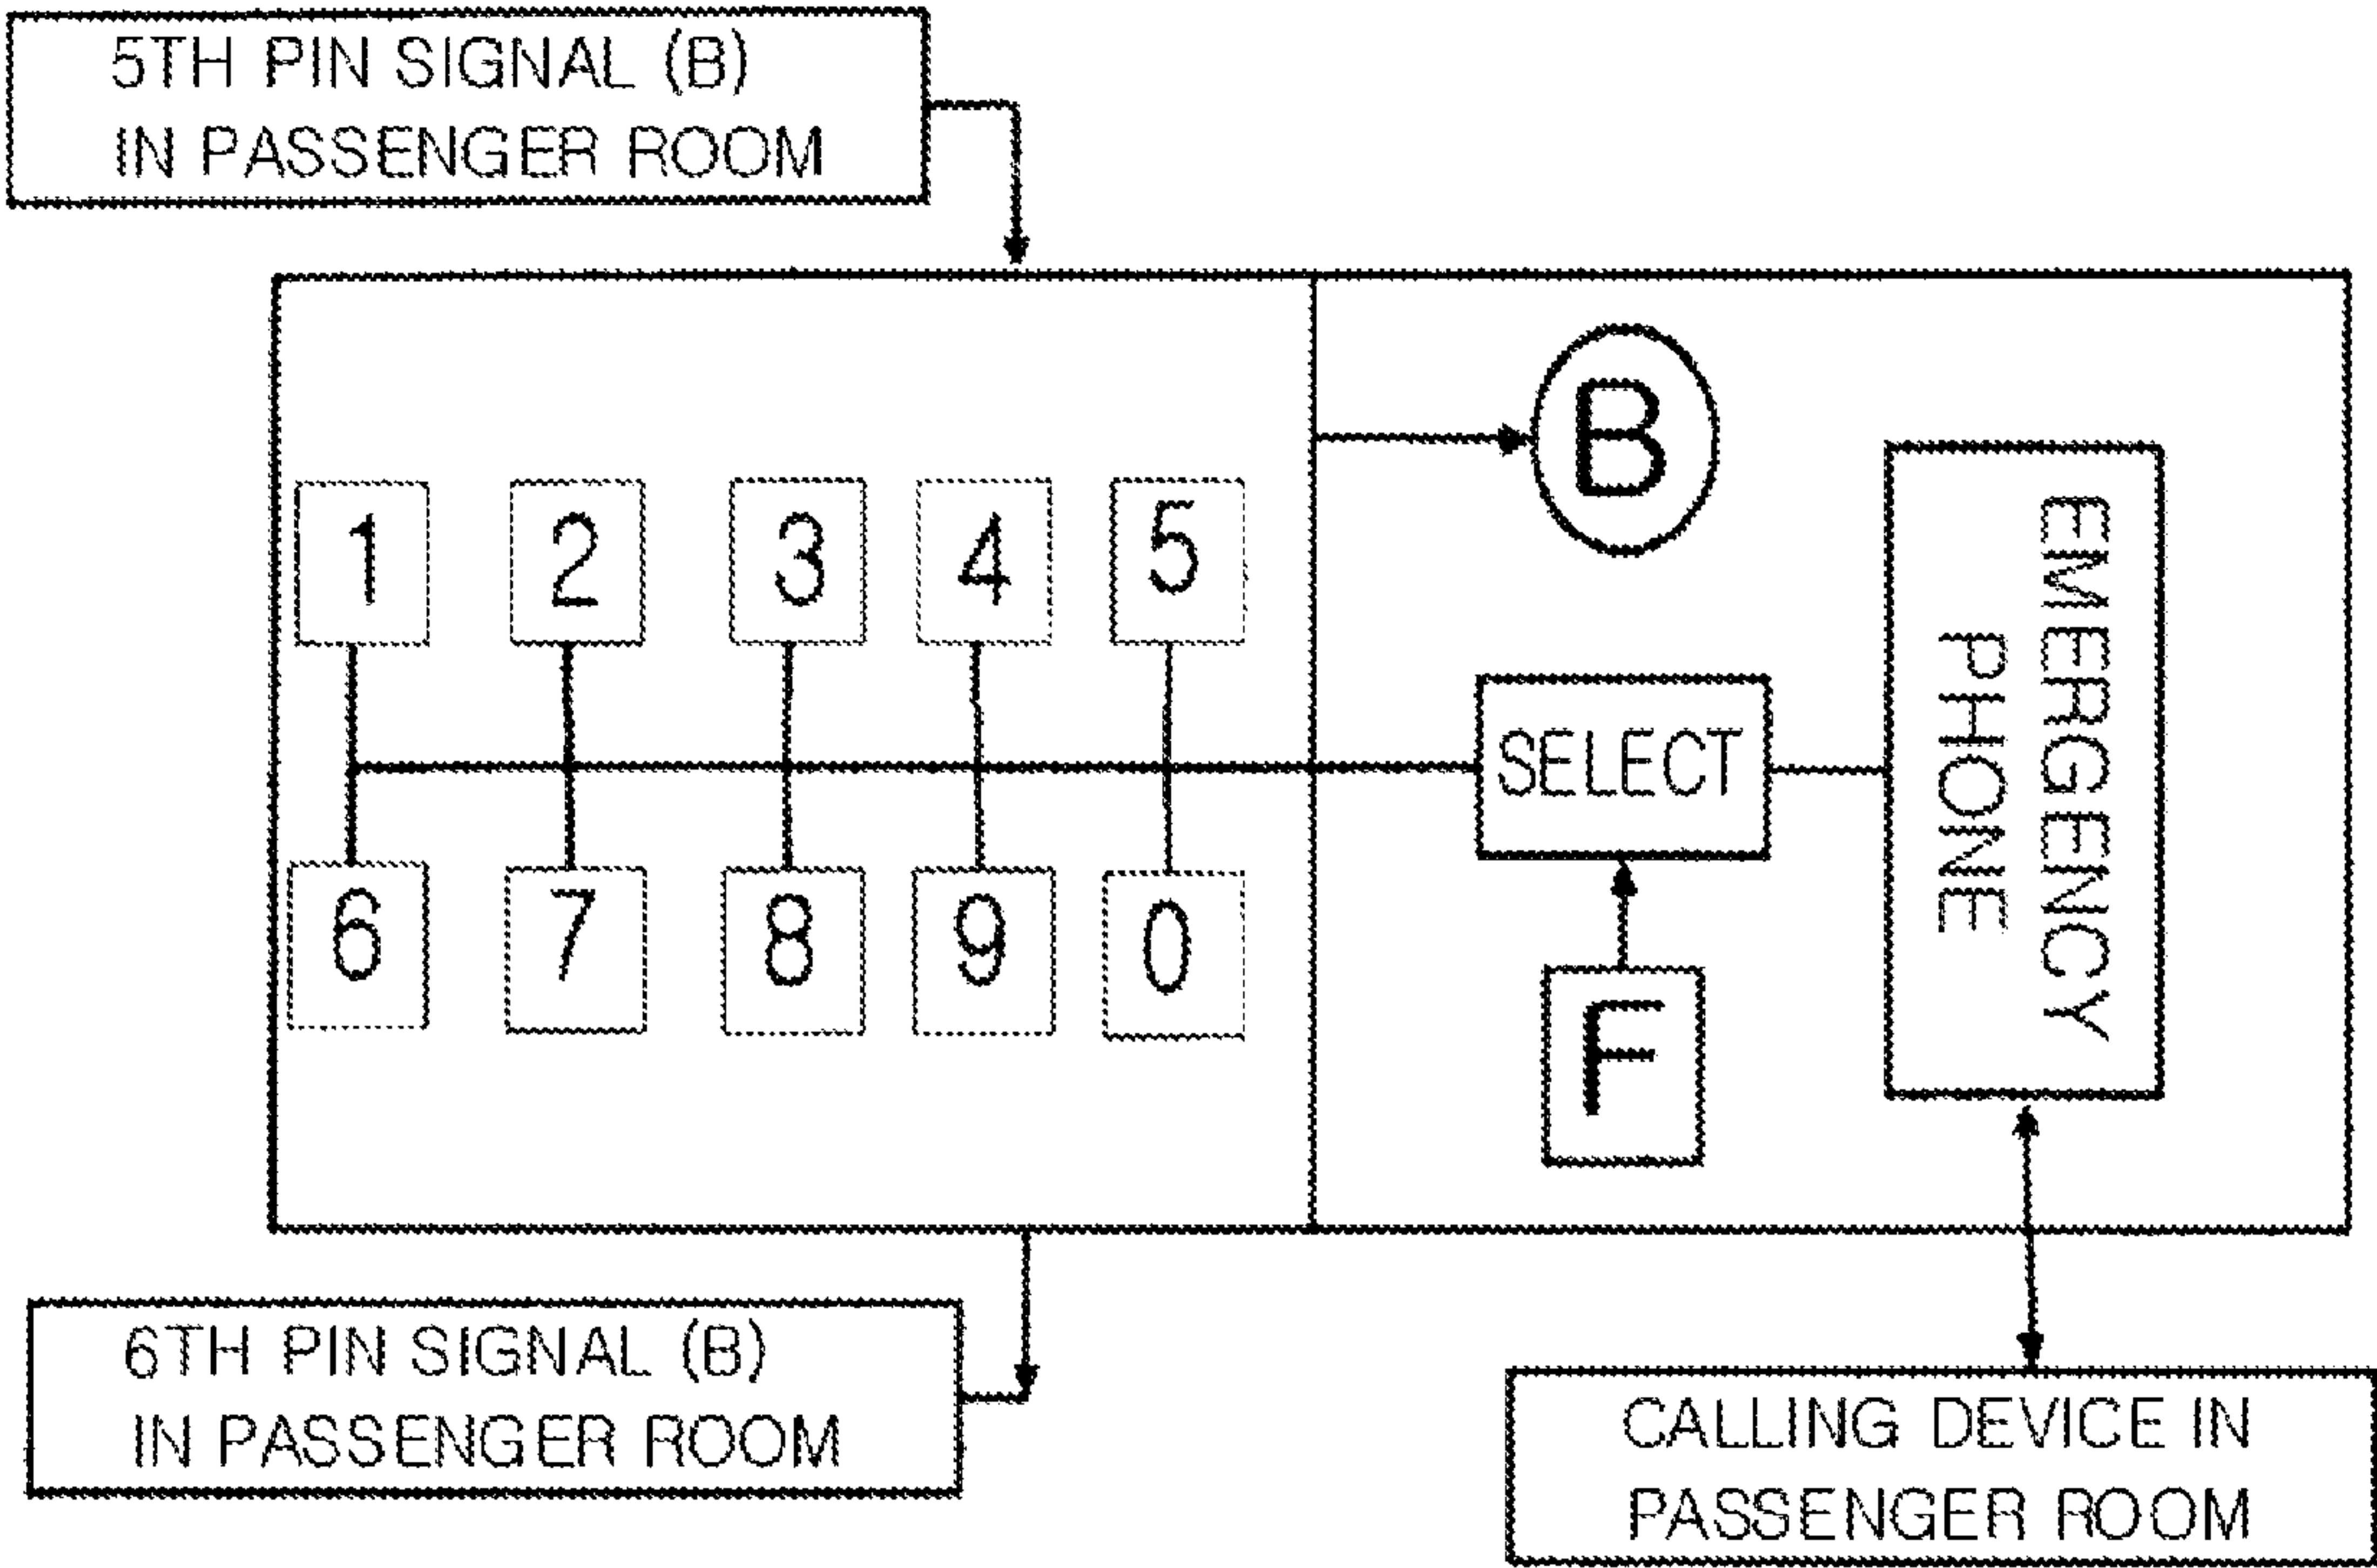 5TH PIN SIGNAL (B)
IN PASSENGER ROOM
B
1 2 3 4 5
SELECT
EMERGENCY
PHONE
6 7 8 9 0
F
6TH PIN SIGNAL (B)
IN PASSENGER ROOM
CALLING DEVICE IN
PASSENGER ROOM